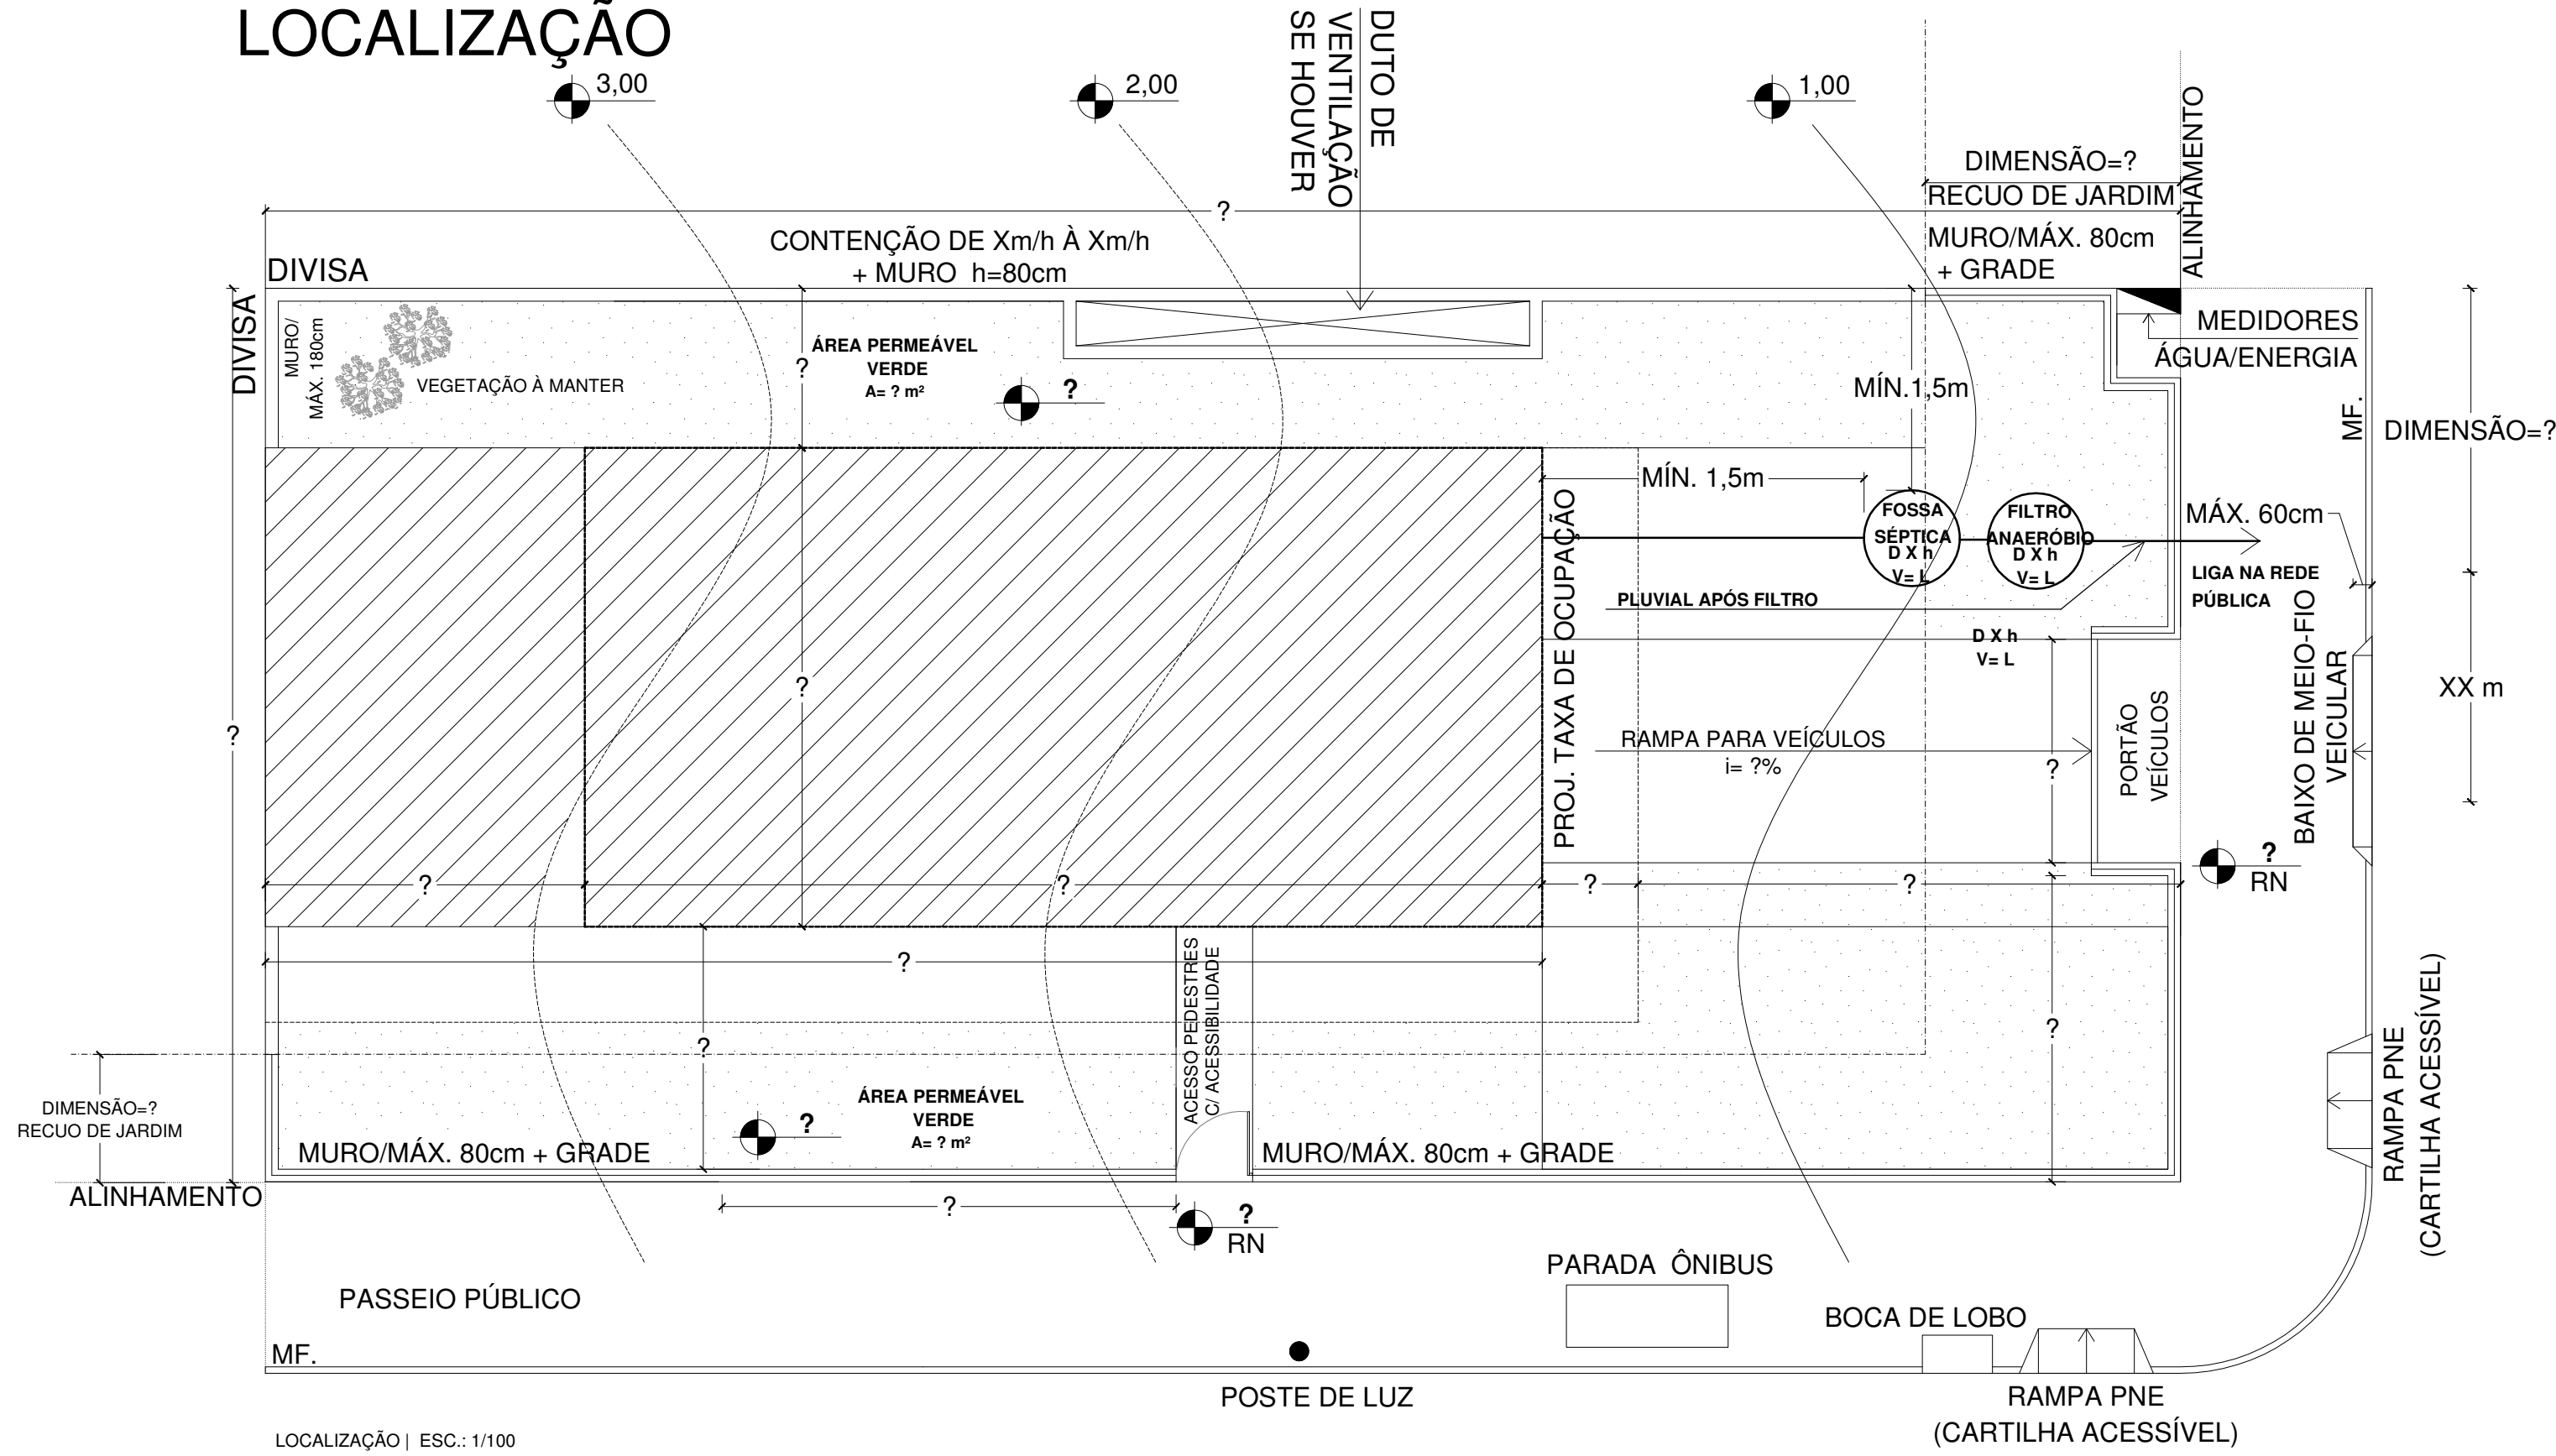 LOCALIZAÇÃO
3,00
2,00
DUTO DE
VENTILAÇÃO
SE HOUVER
1,00
ALINHAMENTO
DIMENSÃO=?
RECUO DE JARDIM
?
CONTENÇÃO DE Xm/h À Xm/h
+ MURO h=80cm
MURO/MÁX. 80cm
+ GRADE
DIVISA
DIVISA
MURO/
MÁX. 180cm
VEGETAÇÃO À MANTER
?
ÁREA PERMEÁVEL
VERDE
A= ? m²
?
MÍN.1,5m
MEDIDORES
ÁGUA/ENERGIA
MF.
DIMENSÃO=?
MÍN. 1,5m
FOSSA
SÉPTICA
D X h
V= L
FILTRO
ANAERÓBIO
D X h
V= L
MÁX. 60cm
LIGA NA REDE
PÚBLICA
PLUVIAL APÓS FILTRO
D X h
V= L
PROJ. TAXA DE OCUPAÇÃO
?
?
RAMPA PARA VEÍCULOS
i= ?%
?
PORTÃO
VEÍCULOS
BAIXO DE MEIO-FIO
VEICULAR
XX m
?
RN
?
?
?
?
?
ACESSO PEDESTRES
C/ ACESSIBILIDADE
?
?
RAMPA PNE
(CARTILHA ACESSÍVEL)
DIMENSÃO=?
RECUO DE JARDIM
ÁREA PERMEÁVEL
VERDE
A= ? m²
?
MURO/MÁX. 80cm + GRADE
MURO/MÁX. 80cm + GRADE
ALINHAMENTO
?
?
RN
PARADA ÔNIBUS
PASSEIO PÚBLICO
BOCA DE LOBO
MF.
POSTE DE LUZ
RAMPA PNE
(CARTILHA ACESSÍVEL)
LOCALIZAÇÃO | ESC.: 1/100